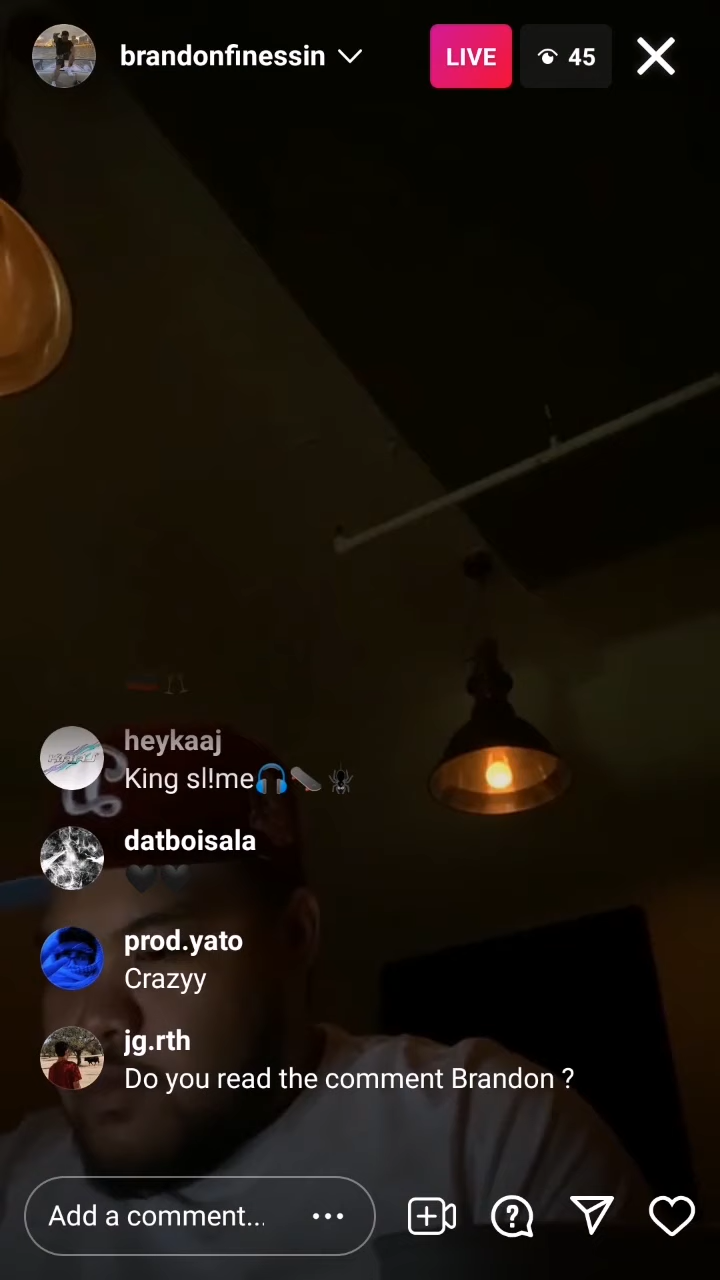 brandonfinessin
LIVE
45
heykaaj
King sl!me🎧🛹🕷
datboisala
🖤🖤
prod.yato
Crazyy
jg.rth
Do you read the comment Brandon ?
Add a comment...